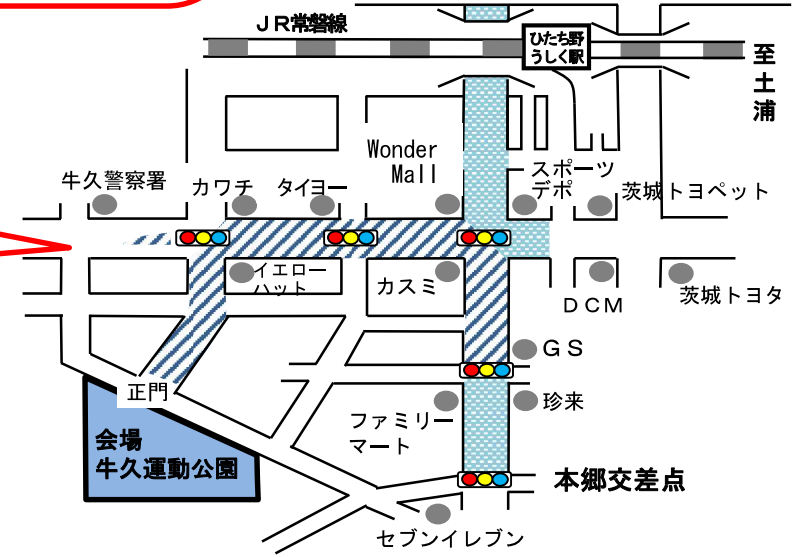 JR常磐線
ひたち野
うしく駅
至
土
浦
Wonder
Mall
スポーツ
デポ
牛久警察署
カワチ
タイヨー
茨城トヨペット
イエロー
ハット
カスミ
DCM
茨城トヨタ
GS
正門
ファミリー
マート
珍来
会場
牛久運動公園
本郷交差点
セブンイレブン